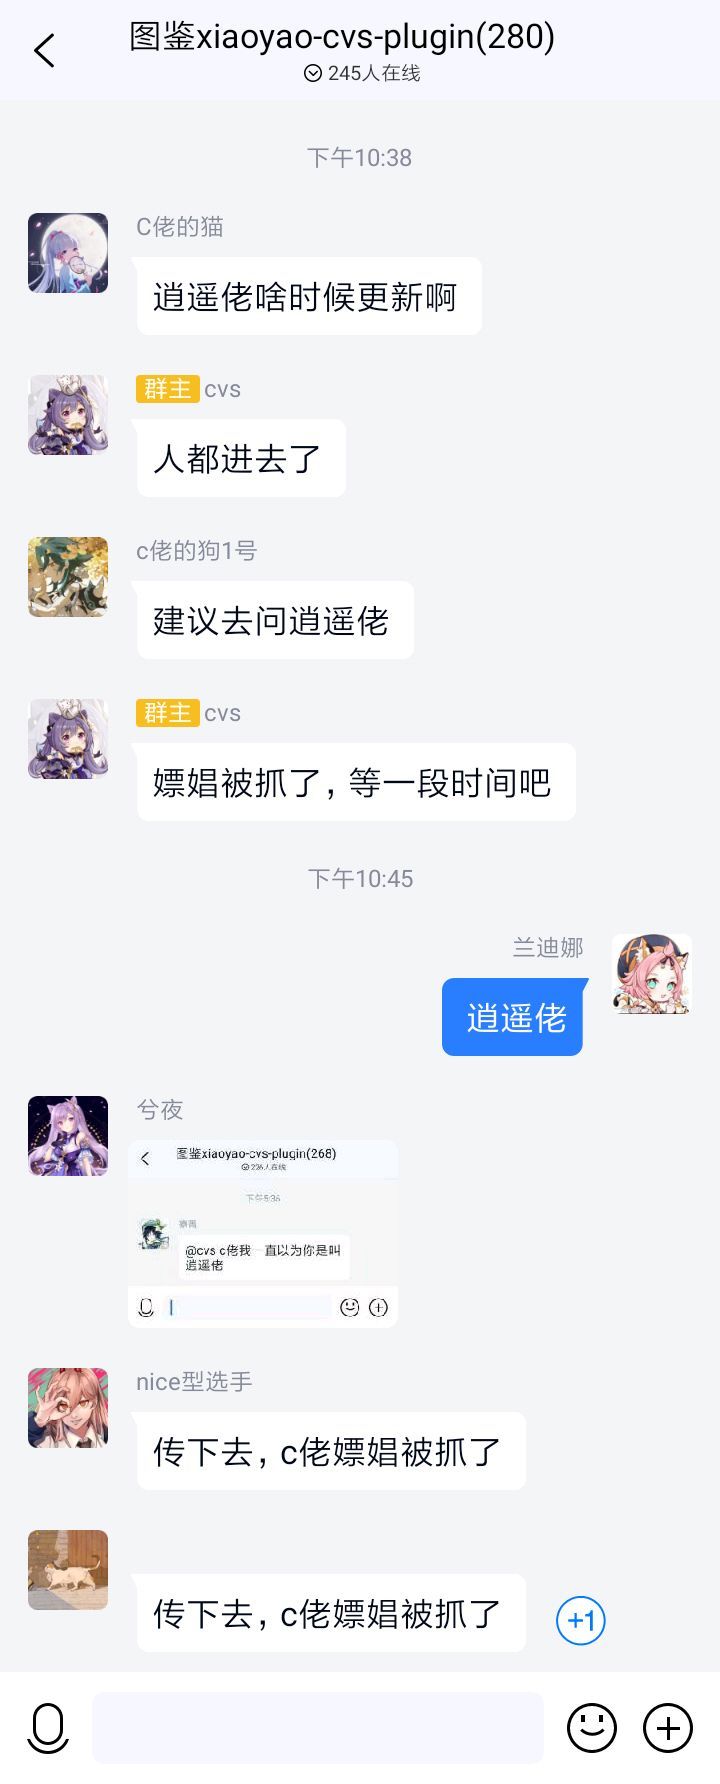 图鉴xiaoyao-cvs-plugin(280)
245人在线
下午10:38
C佬的猫
逍遥佬啥时候更新啊
群主 cvs
人都进去了
c佬的狗1号
建议去问逍遥佬
群主 cvs
嫖娼被抓了,等一段时间吧
下午10:45
兰迪娜
逍遥佬
兮夜
图鉴xiaoyao-cvs-plugin(268)
下午5:36
@cvs c佬我一直以为你是叫
逍遥佬
nice型选手
传下去,c佬嫖娼被抓了
传下去,c佬嫖娼被抓了
+1